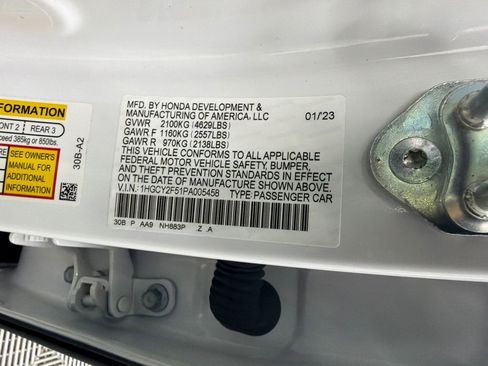 FORMATION
ONT 2 REAR 3
xceed 385kg or 850lbs.
SEE OWNER'S
MANUAL FOR
ADDITIONAL
INFORMATION
30B-A2
MFD. BY HONDA DEVELOPMENT &
MANUFACTURING OF AMERICA, LLC 01/23
GVWR 2100KG (4629LBS)
GAWR F 1160KG (2557LBS)
GAWR R 970KG (2138LBS)
THIS VEHICLE CONFORMS TO ALL APPLICABLE
FEDERAL MOTOR VEHICLE SAFETY, BUMPER,
AND THEFT PREVENTION STANDARDS IN
EFFECT ON THE DATE OF MANUFACTURE SHOWN ABOVE.
V.I.N.: 1HGCY2F51PA005458 TYPE:PASSENGER CAR
30B P AA9 NH883P Z A